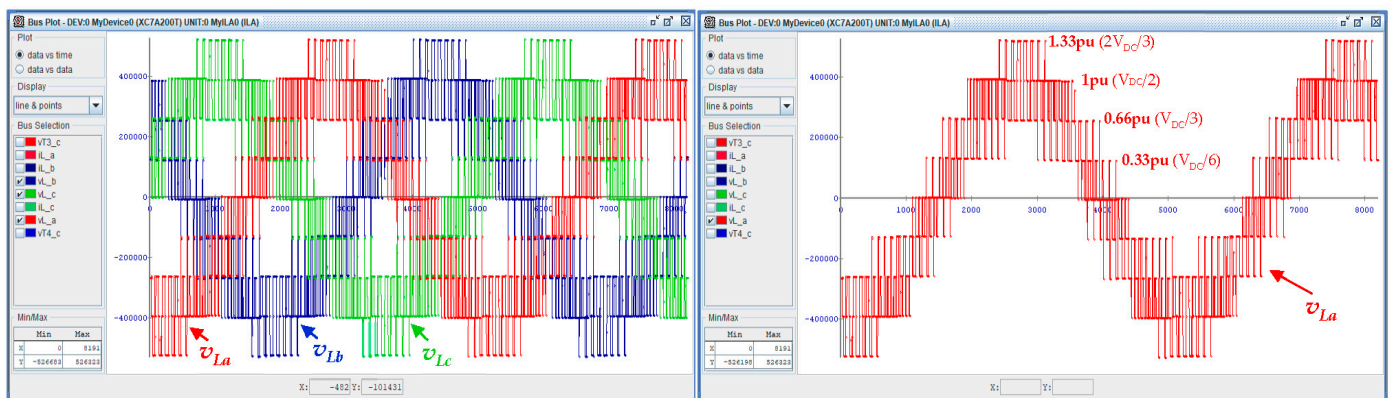 Bus Plot - DEV:0 MyDevice0 (XC7A200T) UNIT:0 MyILA0 (ILA)
Plot
data vs time
data vs data
Display
line & points
Bus Selection
vT3_c
iL_a
iL_b
vL_b
vL_c
iL_c
vL_a
vT4_c
Min/Max
Min Max
X 0 8191
Y -526683 526323
400000
200000
0
-200000
-400000
0 1000 2000 3000 4000 5000 6000 7000 8
vLa
vLb
vLc
X: -482 Y: -101431
Bus Plot - DEV:0 MyDevice0 (XC7A200T) UNIT:0 MyILA0 (ILA)
Plot
data vs time
data vs data
Display
line & points
Bus Selection
vT3_c
iL_a
iL_b
vL_b
vL_c
iL_c
vL_a
vT4_c
Min/Max
Min Max
X 0 8191
Y -526198 526323
400000
200000
0
-200000
-400000
0 1000 2000 3000 4000 5000 6000 7000 8000
1.33pu (2VDC/3)
1pu (VDC/2)
0.66pu (VDC/3)
0.33pu (VDC/6)
vLa
X: Y: